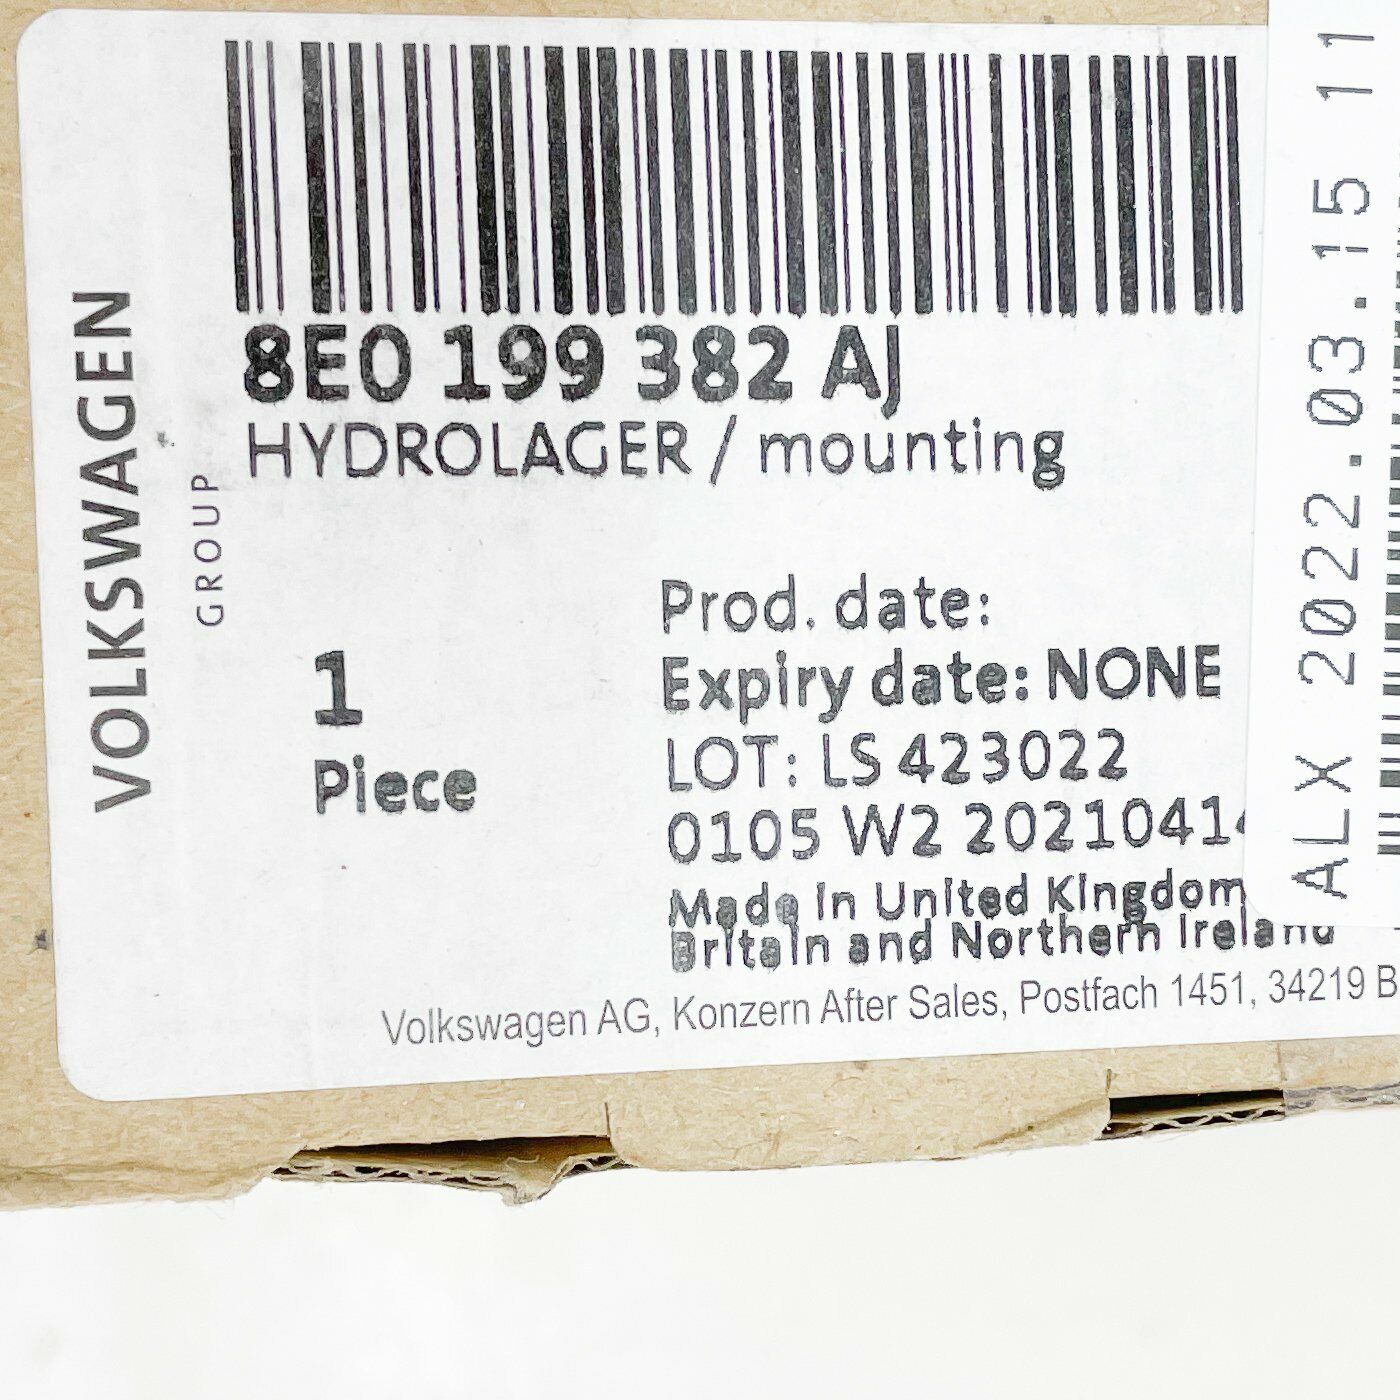 VOLKSWAGEN
GROUP
8E0 199 382 AJ
HYDROLAGER / mounting
1
Piece
Prod. date:
Expiry date: NONE
LOT: LS 423022
0105 W2 2021041
Made in United Kingdom
Britain and Northern Ireland
Volkswagen AG, Konzern After Sales, Postfach 1451, 34219 B
ALX 2022.03.15 11